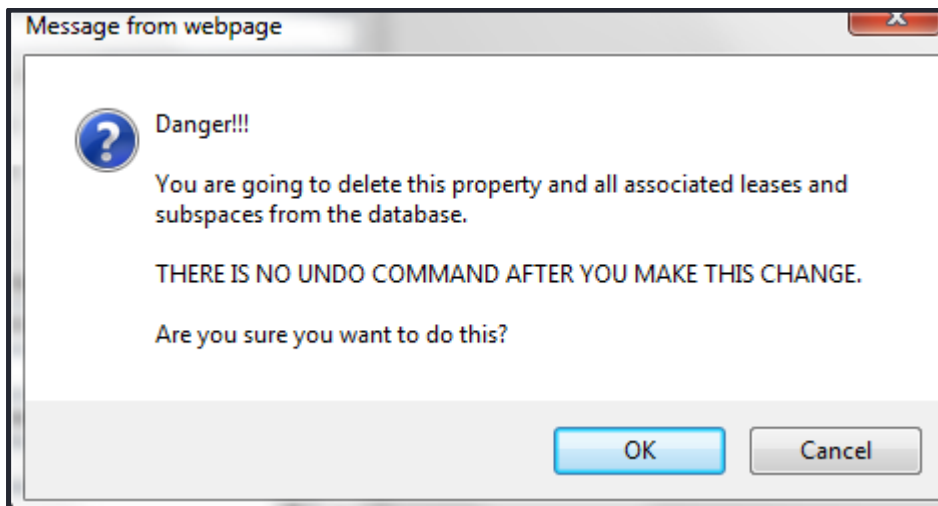 Message from webpage
X
?
Danger!!!
You are going to delete this property and all associated leases and
subspaces from the database.
THERE IS NO UNDO COMMAND AFTER YOU MAKE THIS CHANGE.
Are you sure you want to do this?
OK
Cancel